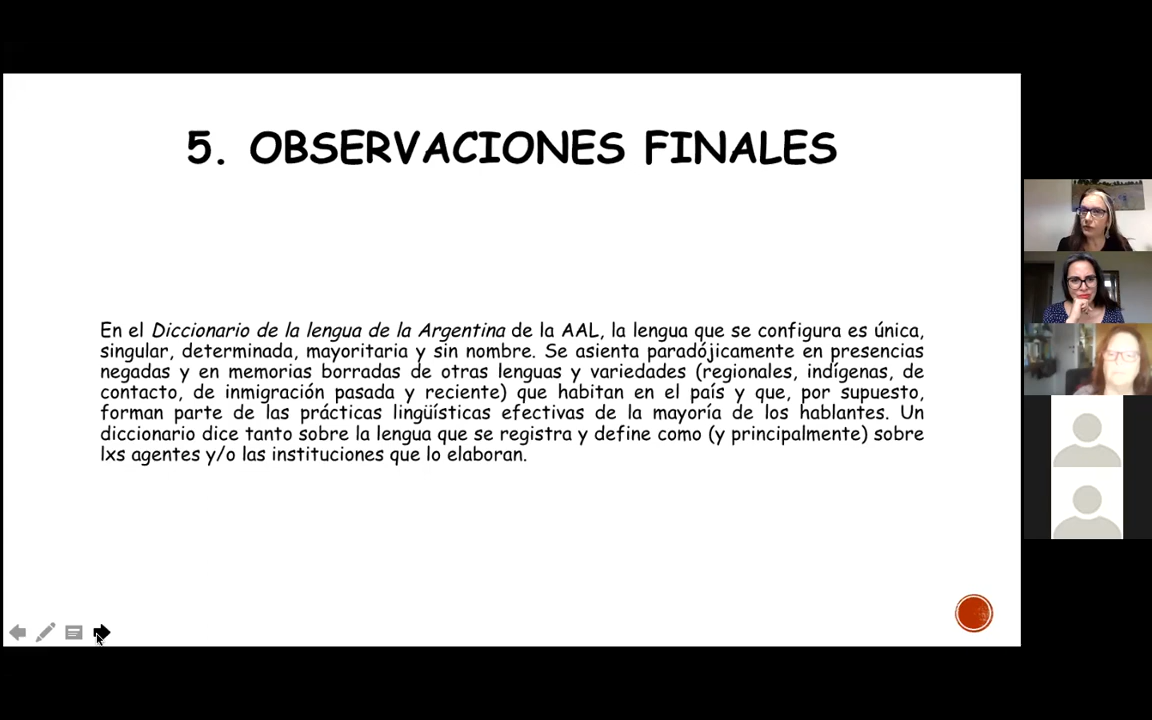 5. OBSERVACIONES FINALES
En el Diccionario de la lengua de la Argentina de la AAL, la lengua que se configura es única,
singular, determinada, mayoritaria y sin nombre. Se asienta paradójicamente en presencias
negadas y en memorias borradas de otras lenguas y variedades (regionales, indígenas, de
contacto, de inmigración pasada y reciente) que habitan en el país y que, por supuesto,
forman parte de las prácticas lingüísticas efectivas de la mayoría de los hablantes. Un
diccionario dice tanto sobre la lengua que se registra y define como (y principalmente) sobre
lxs agentes y/o las instituciones que lo elaboran.